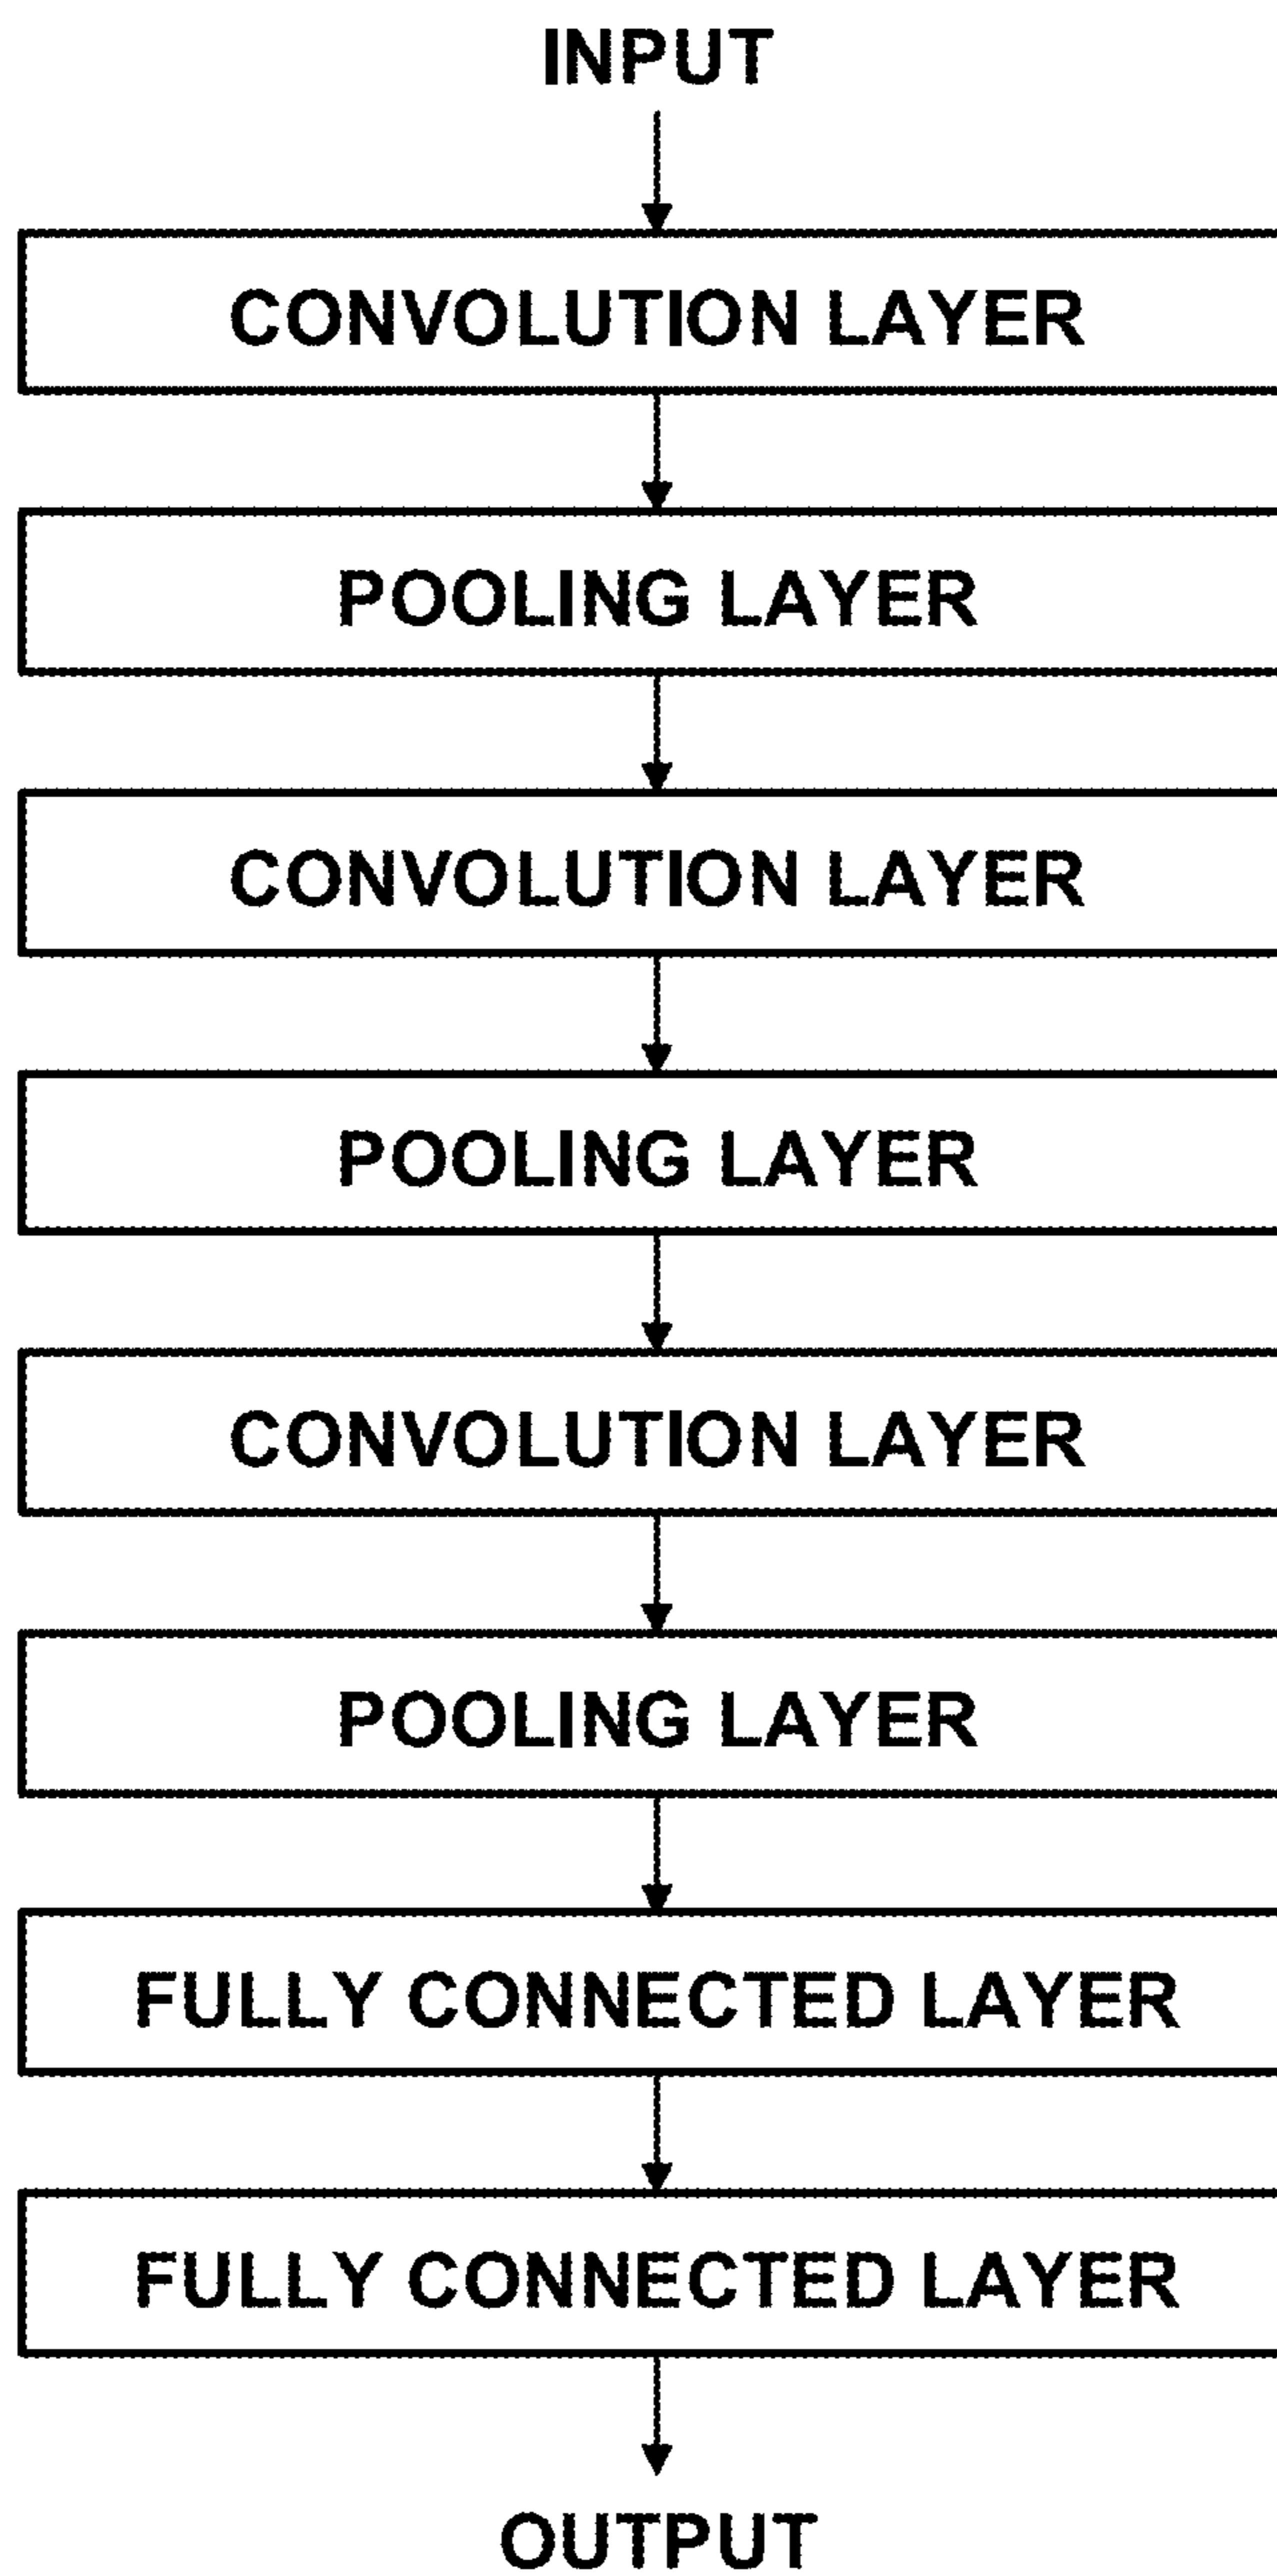 INPUT
CONVOLUTION LAYER
POOLING LAYER
CONVOLUTION LAYER
POOLING LAYER
CONVOLUTION LAYER
POOLING LAYER
FULLY CONNECTED LAYER
FULLY CONNECTED LAYER
OUTPUT